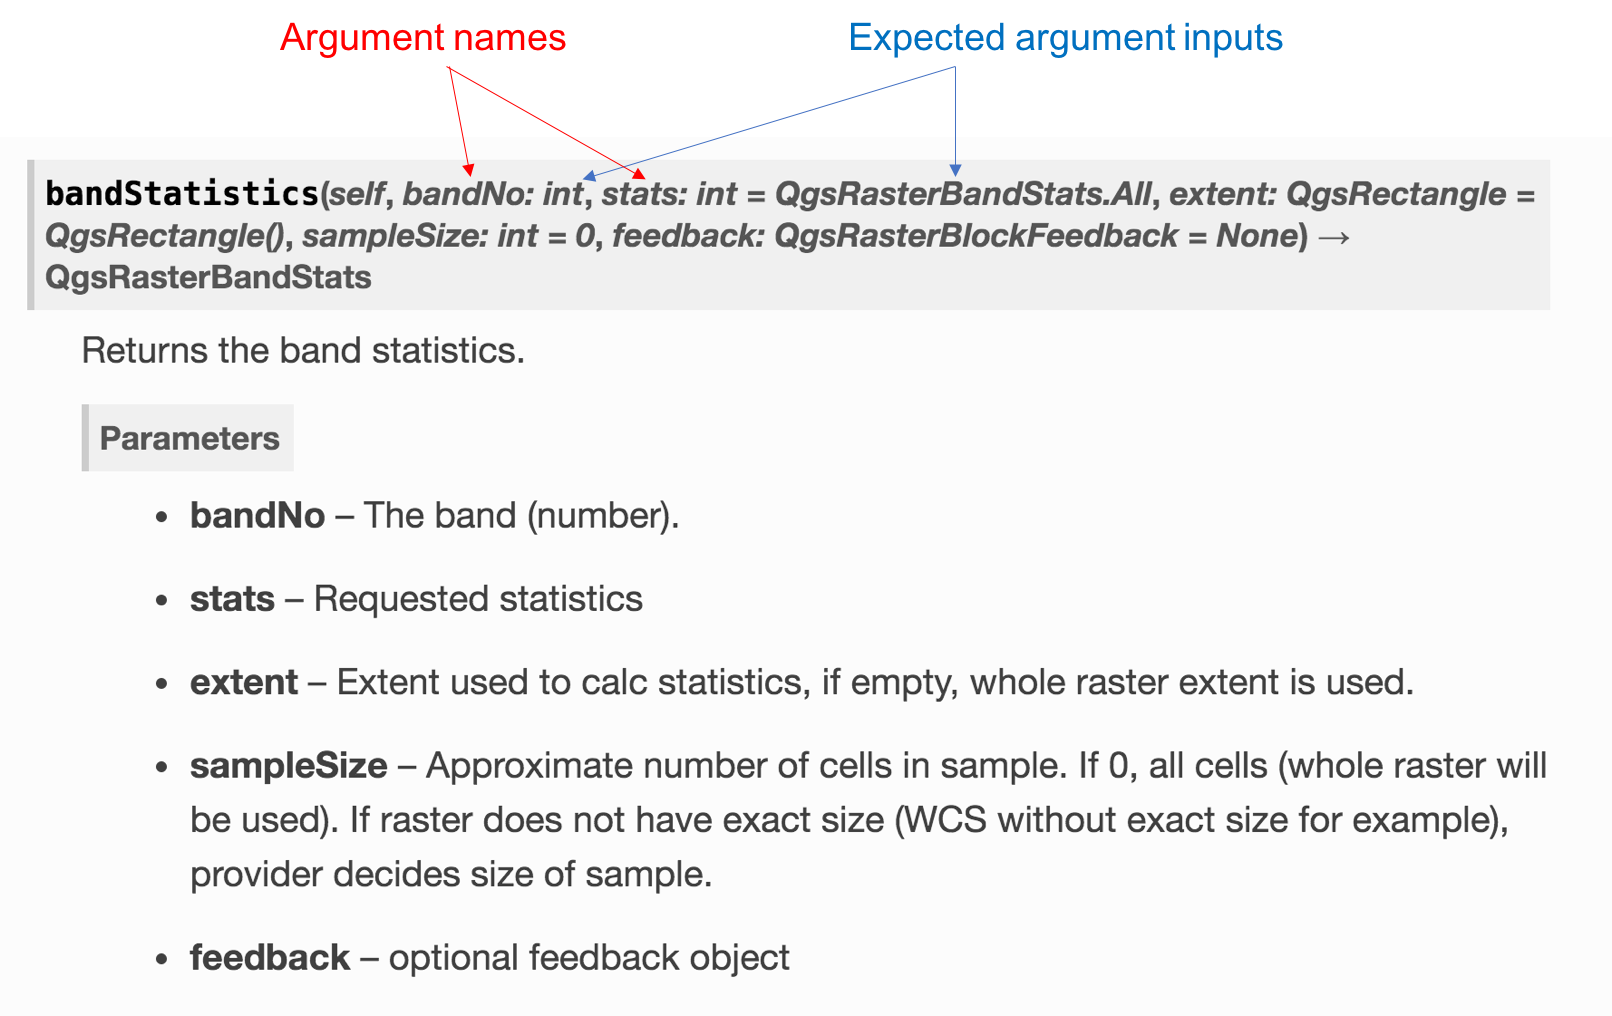 Argument names
Expected argument inputs
bandStatistics(self, bandNo: int, stats: int = QgsRasterBandStats.All, extent: QgsRectangle =
QgsRectangle(), sampleSize: int = 0, feedback: QgsRasterBlockFeedback = None) →
QgsRasterBandStats
Returns the band statistics.
Parameters
• bandNo – The band (number).
• stats – Requested statistics
• extent – Extent used to calc statistics, if empty, whole raster extent is used.
• sampleSize – Approximate number of cells in sample. If 0, all cells (whole raster will
be used). If raster does not have exact size (WCS without exact size for example),
provider decides size of sample.
• feedback – optional feedback object